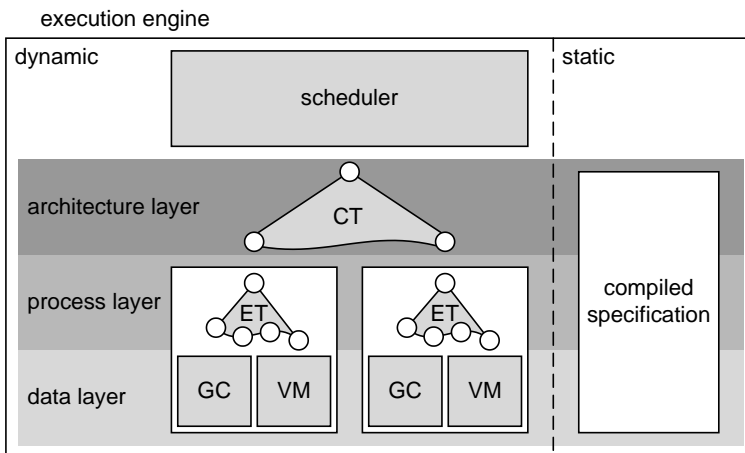 execution engine
dynamic
static
scheduler
architecture layer
CT
process layer
ET
ET
compiled
specification
data layer
GC
VM
GC
VM